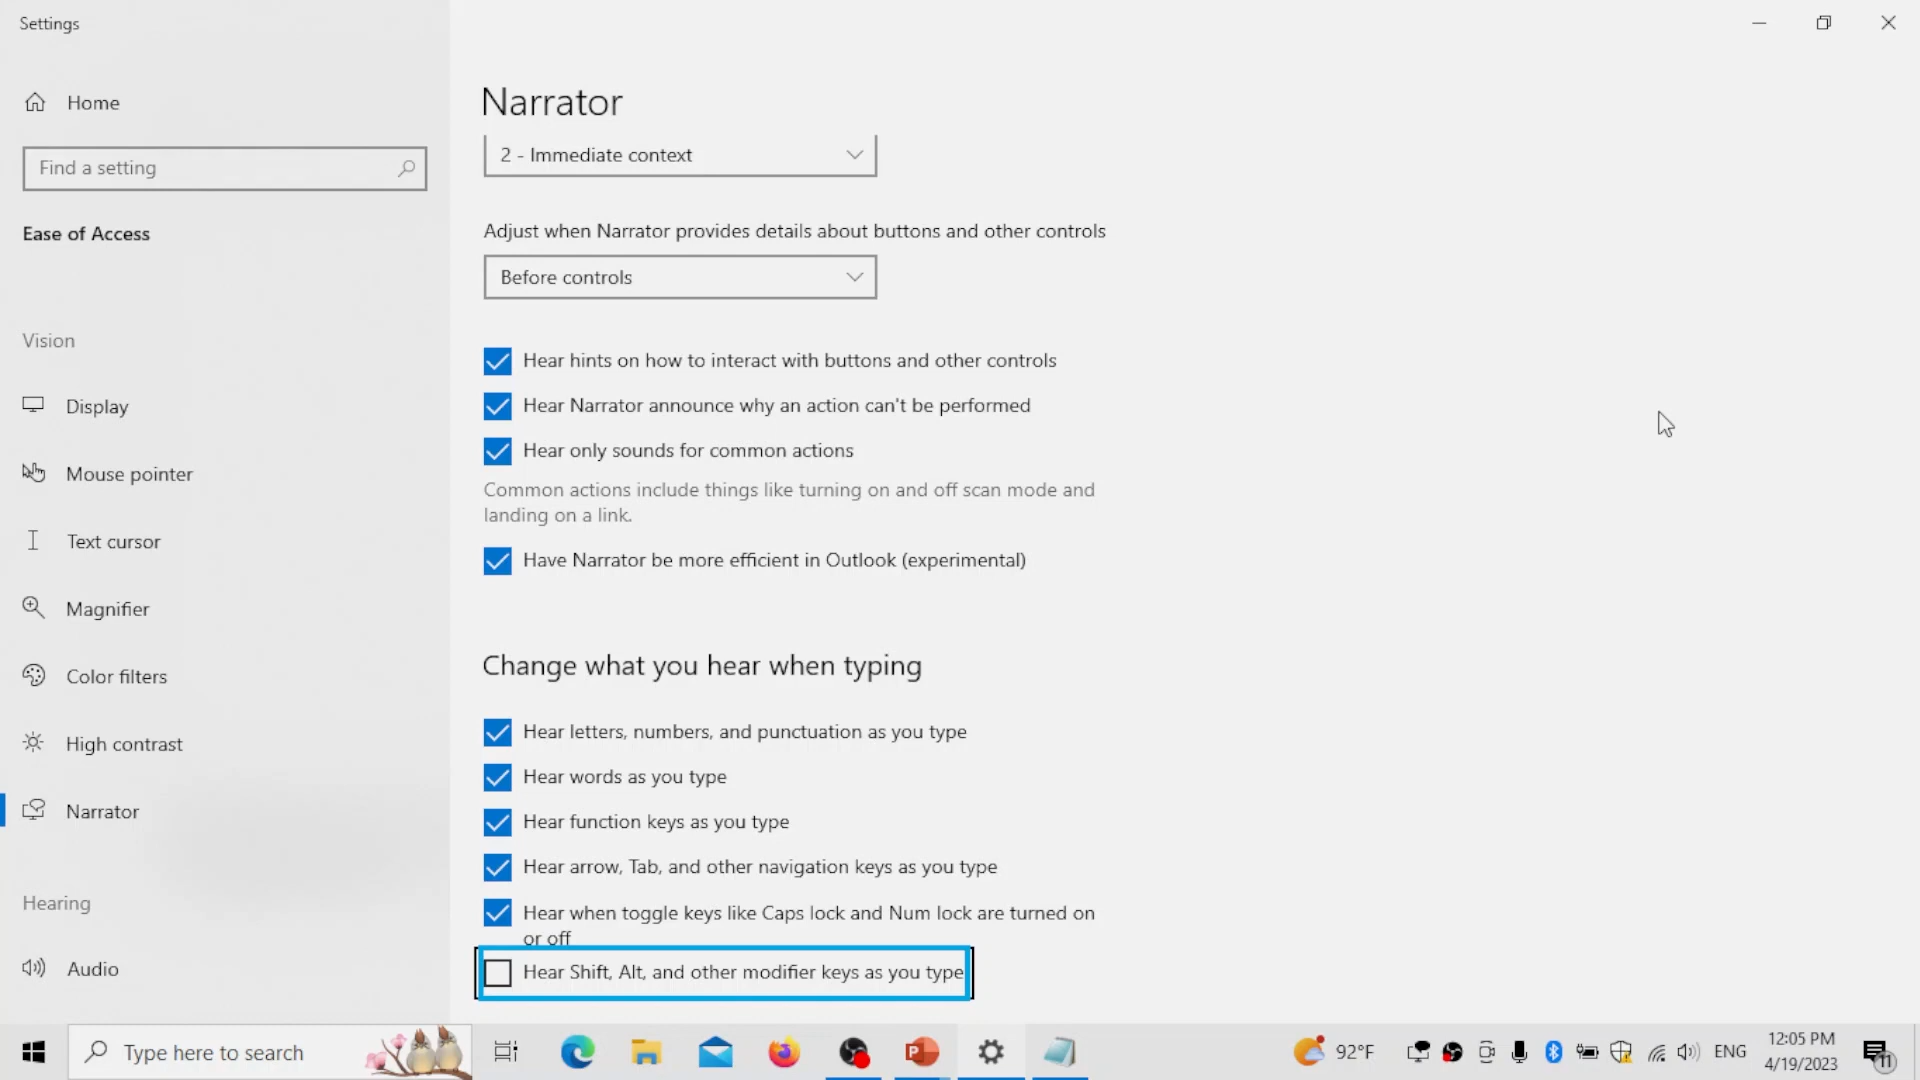 Settings
Home
Find a setting
Ease of Access
Vision
Display
Mouse pointer
Text cursor
Magnifier
Color filters
High contrast
Narrator
Hearing
Audio
Narrator
2 - Immediate context
Adjust when Narrator provides details about buttons and other controls
Before controls
Hear hints on how to interact with buttons and other controls
Hear Narrator announce why an action can't be performed
Hear only sounds for common actions
Common actions include things like turning on and off scan mode and
landing on a link.
Have Narrator be more efficient in Outlook (experimental)
Change what you hear when typing
Hear letters, numbers, and punctuation as you type
Hear words as you type
Hear function keys as you type
Hear arrow, Tab, and other navigation keys as you type
Hear when toggle keys like Caps lock and Num lock are turned on
or off
Hear Shift, Alt, and other modifier keys as you type
Type here to search
P
92°F
ENG
12:05 PM
4/19/2023
11